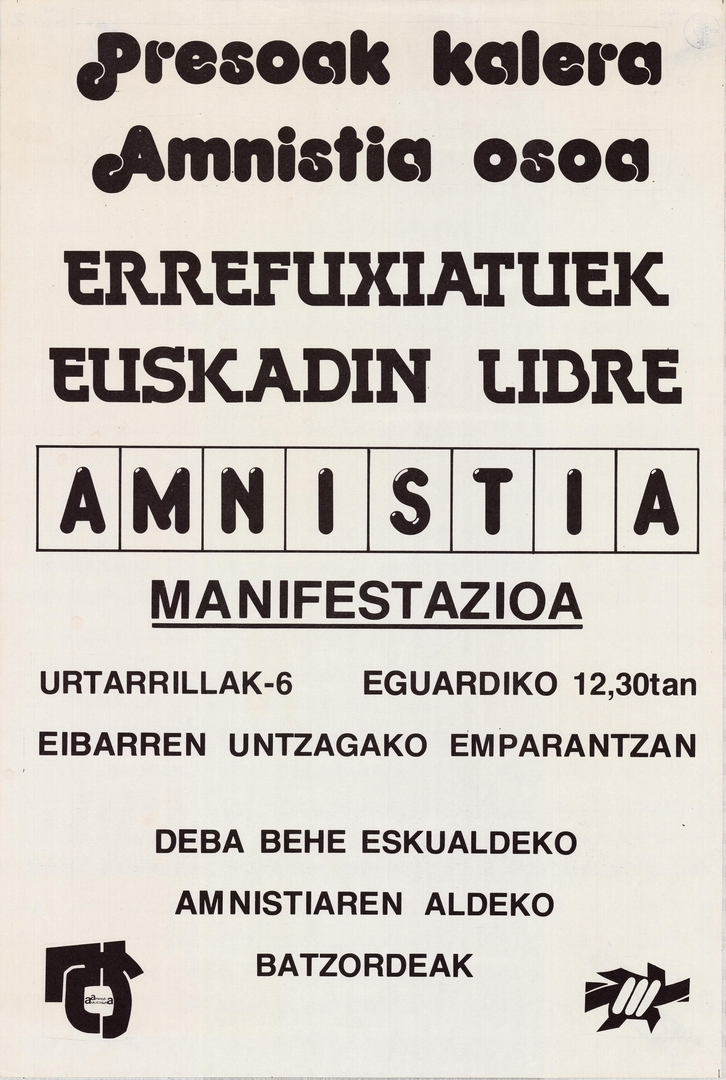 Presoak kalera
Amnistia osoa
ERREFUXIATUEK
EUSKADIN LIBRE
AMNISTIA
MANIFESTAZIOA
URTARRILLAK-6 EGUARDIKO 12,30tan
EIBARREN UNTZAGAKO EMPARANTZAN
DEBA BEHE ESKUALDEKO
AMNISTIAREN ALDEKO
BATZORDEAK